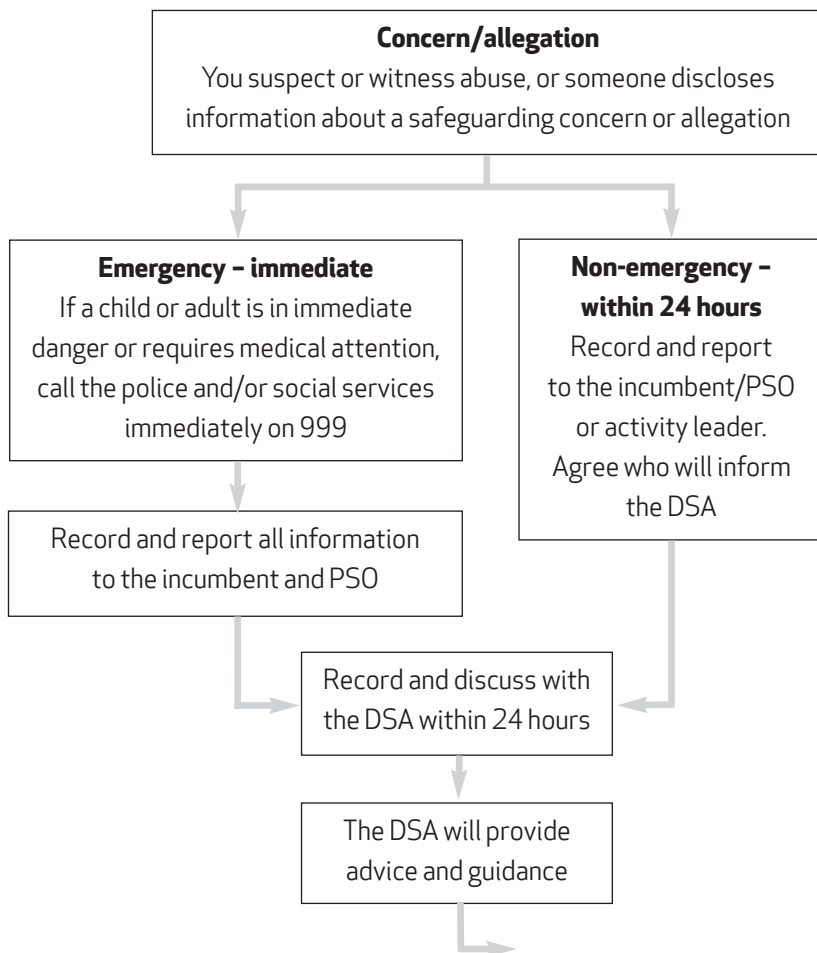 Concern/allegation
You suspect or witness abuse, or someone discloses
information about a safeguarding concern or allegation
Emergency – immediate
If a child or adult is in immediate
danger or requires medical attention,
call the police and/or social services
immediately on 999
Non-emergency –
within 24 hours
Record and report
to the incumbent/PSO
or activity leader.
Agree who will inform
the DSA
Record and report all information
to the incumbent and PSO
Record and discuss with
the DSA within 24 hours
The DSA will provide
advice and guidance